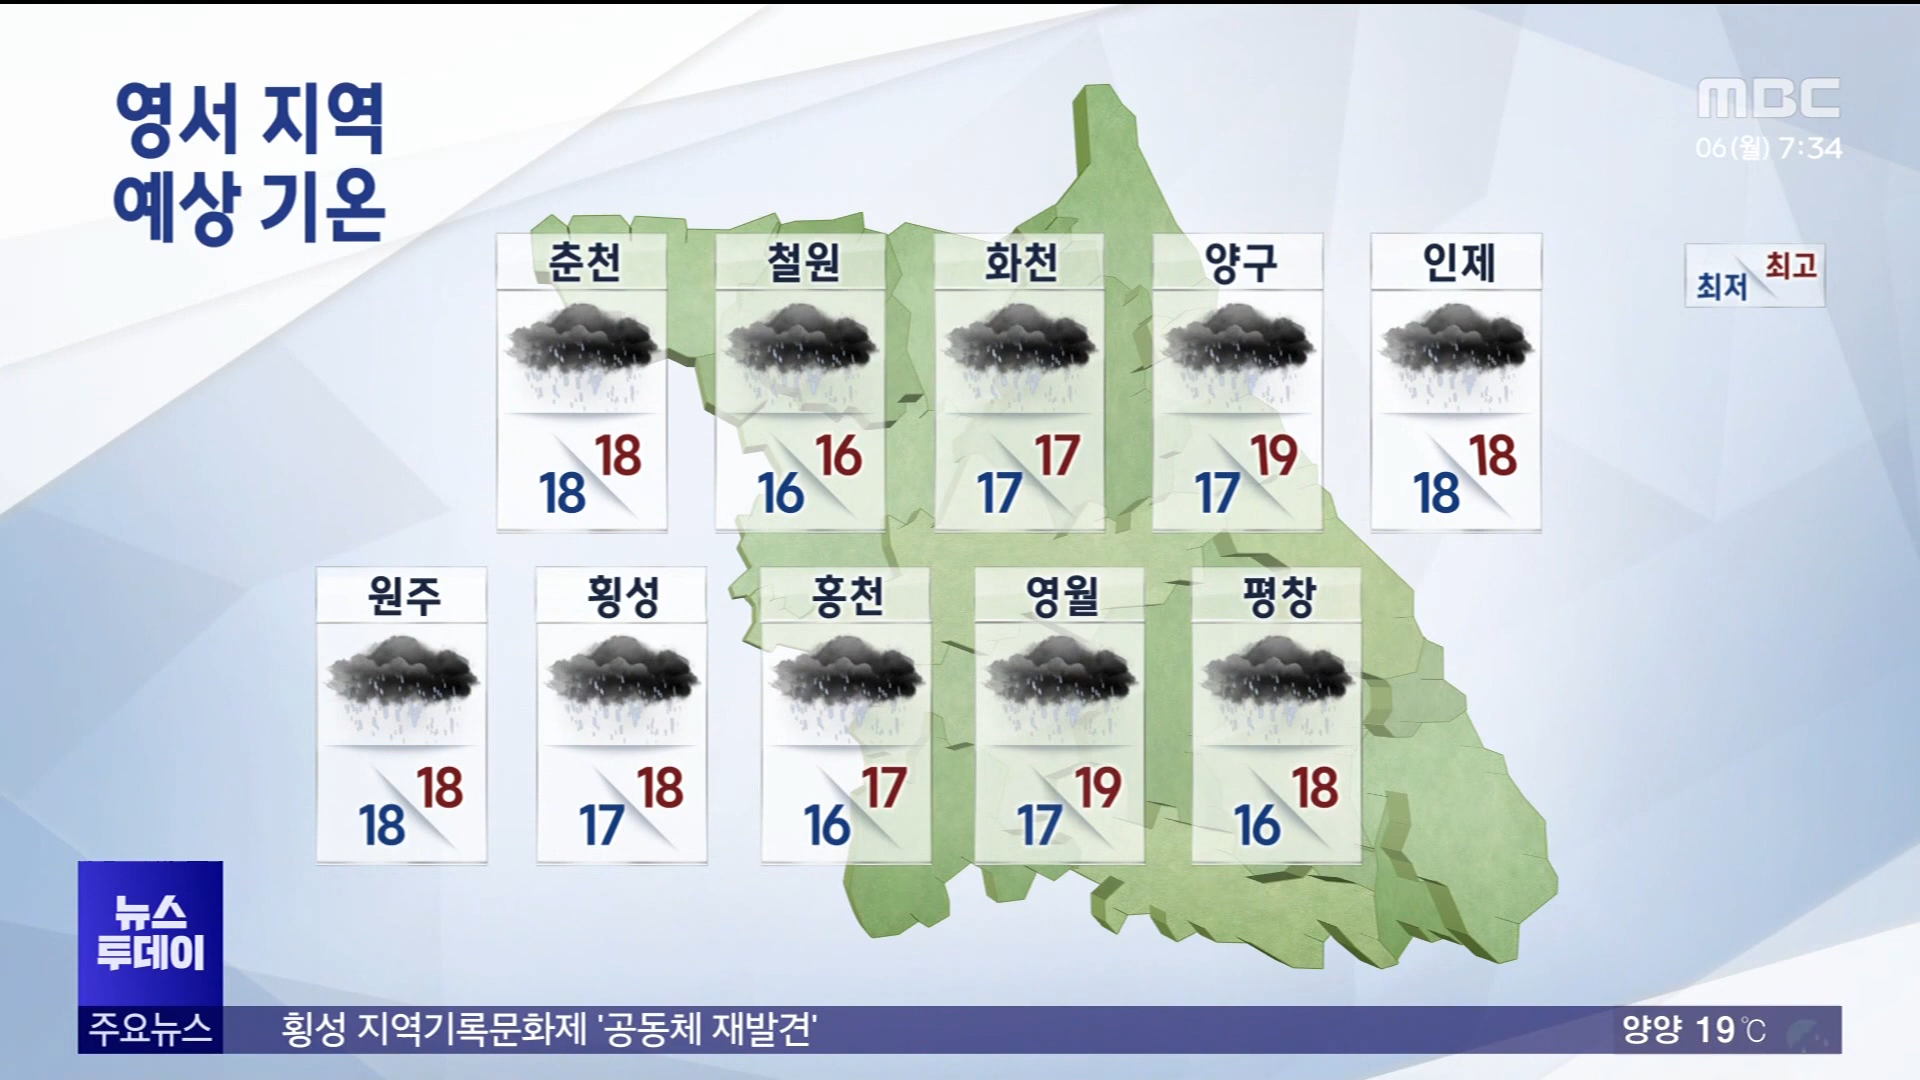 영서 지역
예상 기온
MBC
06(월) 7:34
최저 최고
춘천 철원 화천 양구 인제
18 18 16 16 17 17 17 19 18 18
원주 횡성 홍천 영월 평창
18 18 17 18 16 17 17 19 16 18
뉴스
투데이
주요뉴스 횡성 지역기록문화제 '공동체 재발견' 양양 19℃